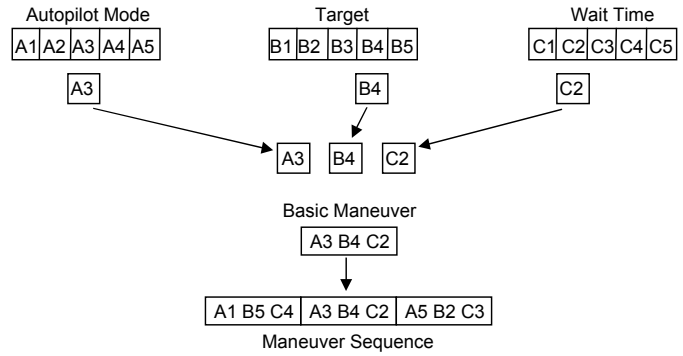 Autopilot Mode Target Wait Time
A1 A2 A3 A4 A5 B1 B2 B3 B4 B5 C1 C2 C3 C4 C5
A3 B4 C2
A3 B4 C2
Basic Maneuver
A3 B4 C2
A1 B5 C4 A3 B4 C2 A5 B2 C3
Maneuver Sequence